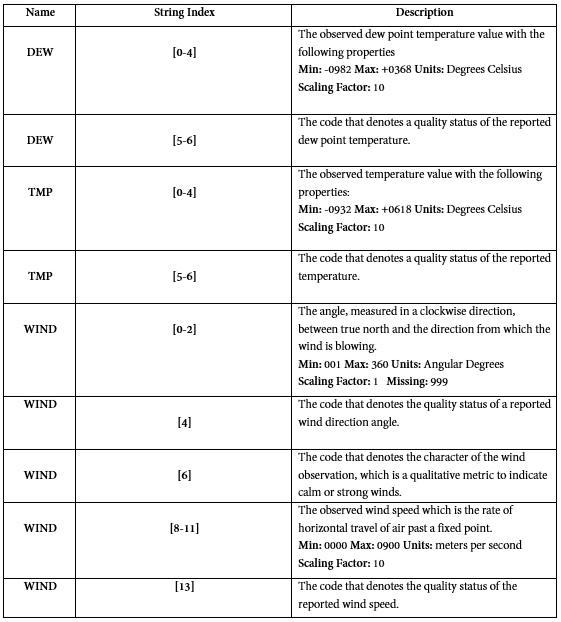 Name String Index Description
DEW [0-4] The observed dew point temperature value with the
following properties
Min: -0982 Max: +0368 Units: Degrees Celsius
Scaling Factor: 10
DEW [5-6] The code that denotes a quality status of the reported
dew point temperature.
TMP [0-4] The observed temperature value with the following
properties:
Min: -0932 Max: +0618 Units: Degrees Celsius
Scaling Factor: 10
TMP [5-6] The code that denotes a quality status of the reported
temperature.
WIND [0-2] The angle, measured in a clockwise direction,
between true north and the direction from which the
wind is blowing.
Min: 001 Max: 360 Units: Angular Degrees
Scaling Factor: 1 Missing: 999
WIND [4] The code that denotes the quality status of a reported
wind direction angle.
WIND [6] The code that denotes the character of the wind
observation, which is a qualitative metric to indicate
calm or strong winds.
WIND [8-11] The observed wind speed which is the rate of
horizontal travel of air past a fixed point.
Min: 0000 Max: 0900 Units: meters per second
Scaling Factor: 10
WIND [13] The code that denotes the quality status of the
reported wind speed.